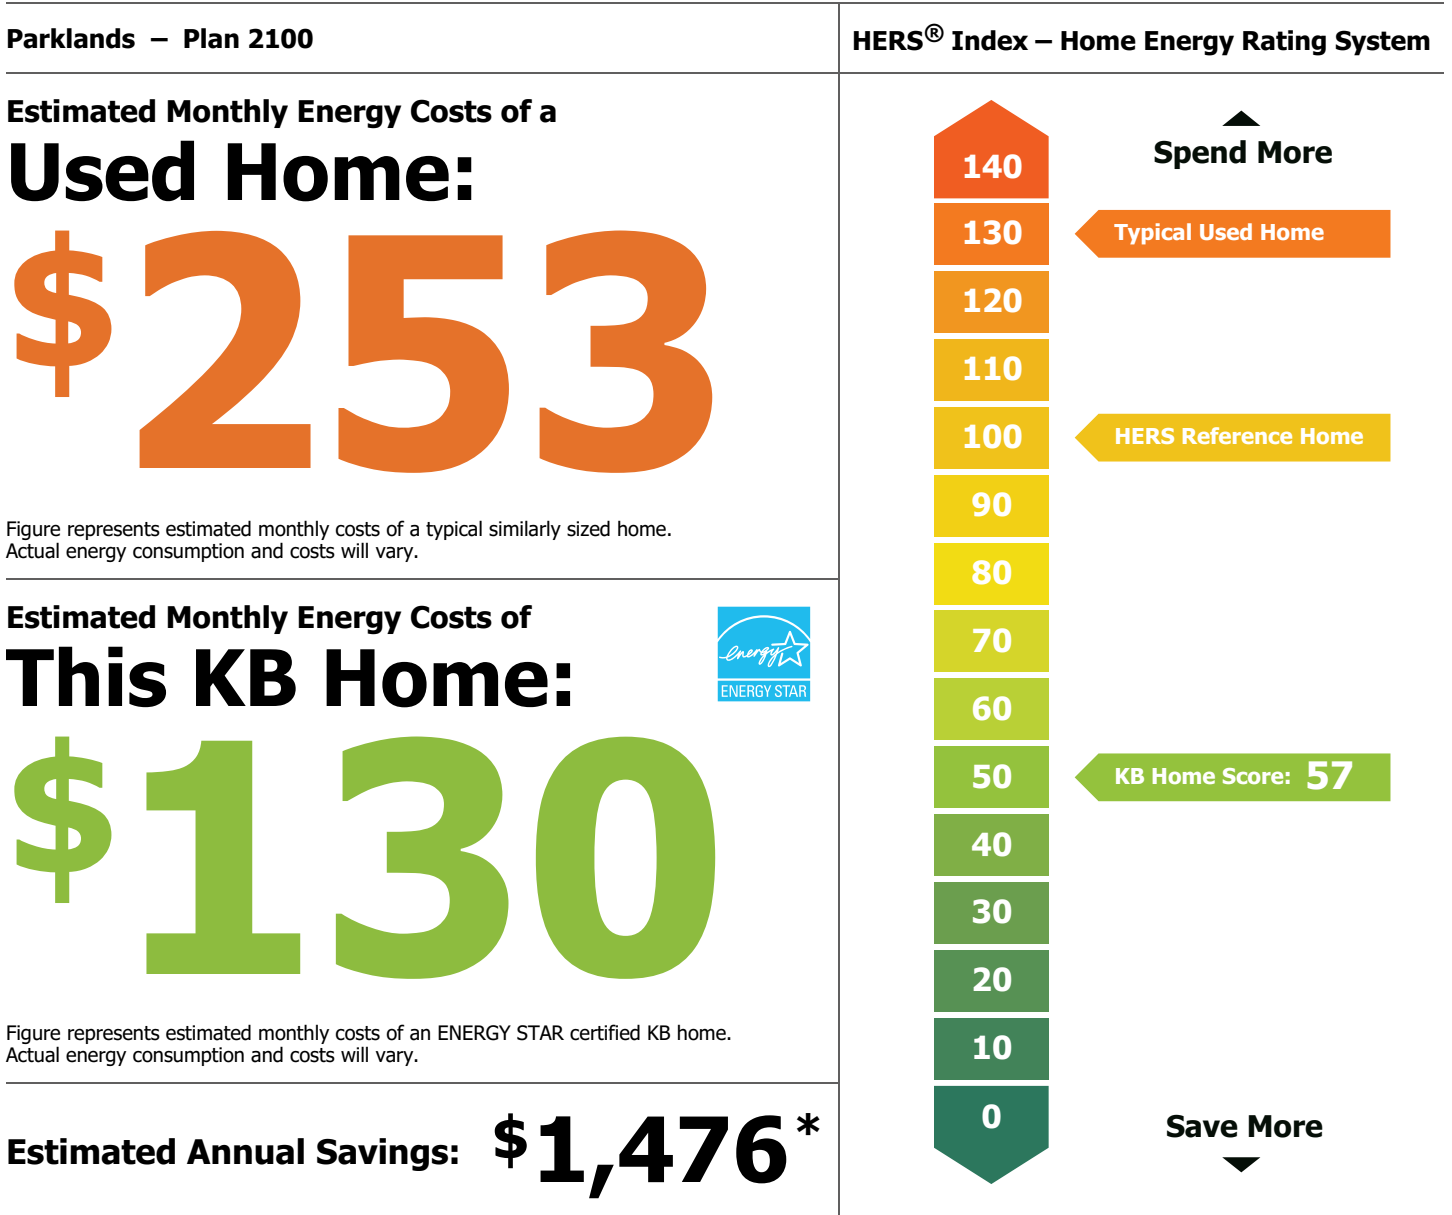 Parklands – Plan 2100
Estimated Monthly Energy Costs of a
Used Home:
$253
Figure represents estimated monthly costs of a typical similarly sized home.
Actual energy consumption and costs will vary.
Estimated Monthly Energy Costs of
This KB Home:
energy
ENERGY STAR
$130
Figure represents estimated monthly costs of an ENERGY STAR certified KB home.
Actual energy consumption and costs will vary.
Estimated Annual Savings: $1,476*
HERS® Index – Home Energy Rating System
Spend More
140
130 Typical Used Home
120
110
100 HERS Reference Home
90
80
70
60
50 KB Home Score: 57
40
30
20
10
0
Save More